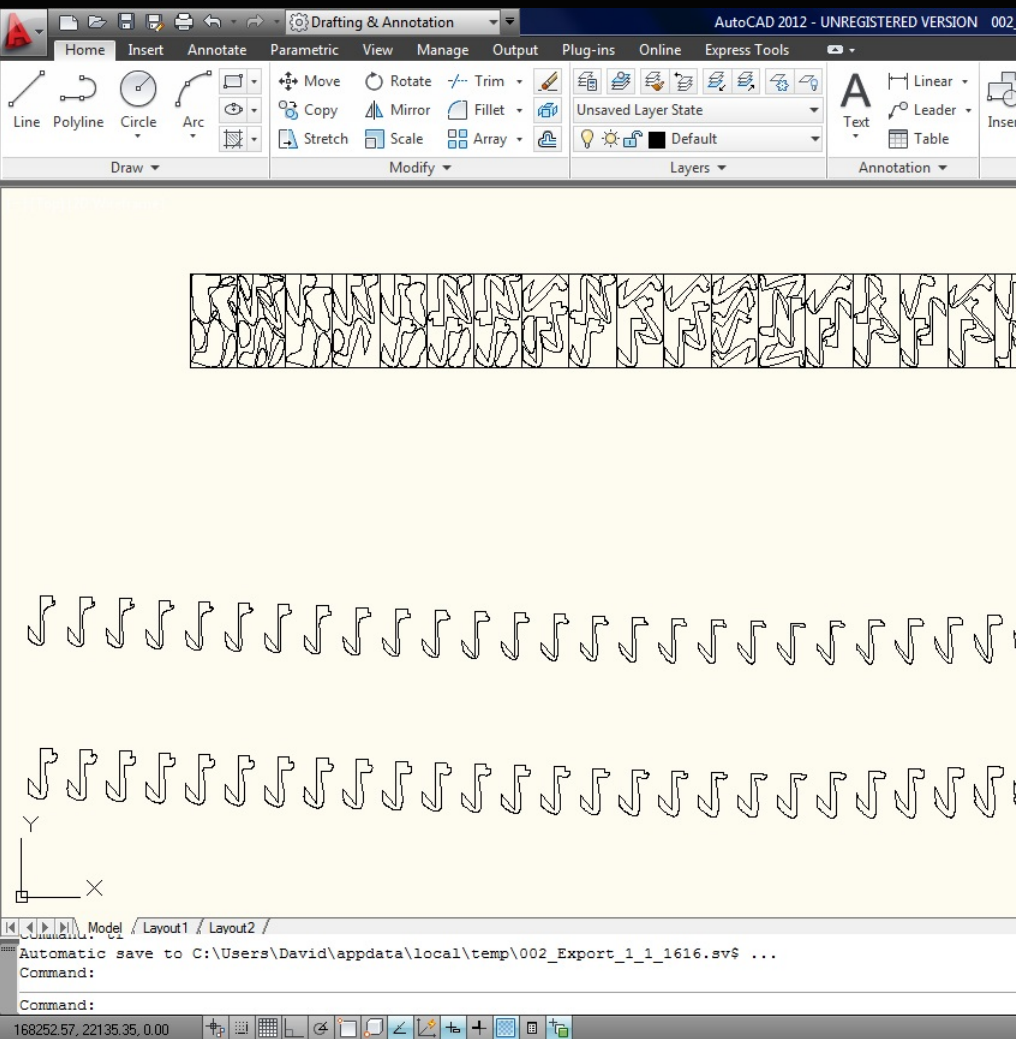 Drafting & Annotation
AutoCAD 2012 - UNREGISTERED VERSION 002_
Home Insert Annotate Parametric View Manage Output Plug-ins Online Express Tools
Line Polyline Circle Arc
Move Rotate Trim
Copy Mirror Fillet
Stretch Scale Array
Unsaved Layer State
Default
Text
Linear
Leader
Table
Inser
Draw Modify Layers Annotation
Y
X
Model Layout1 Layout2
Automatic save to C:\Users\David\appdata\local\temp\002_Export_1_1_1616.sv$ ...
Command:
Command:
168252.57, 22135.35, 0.00